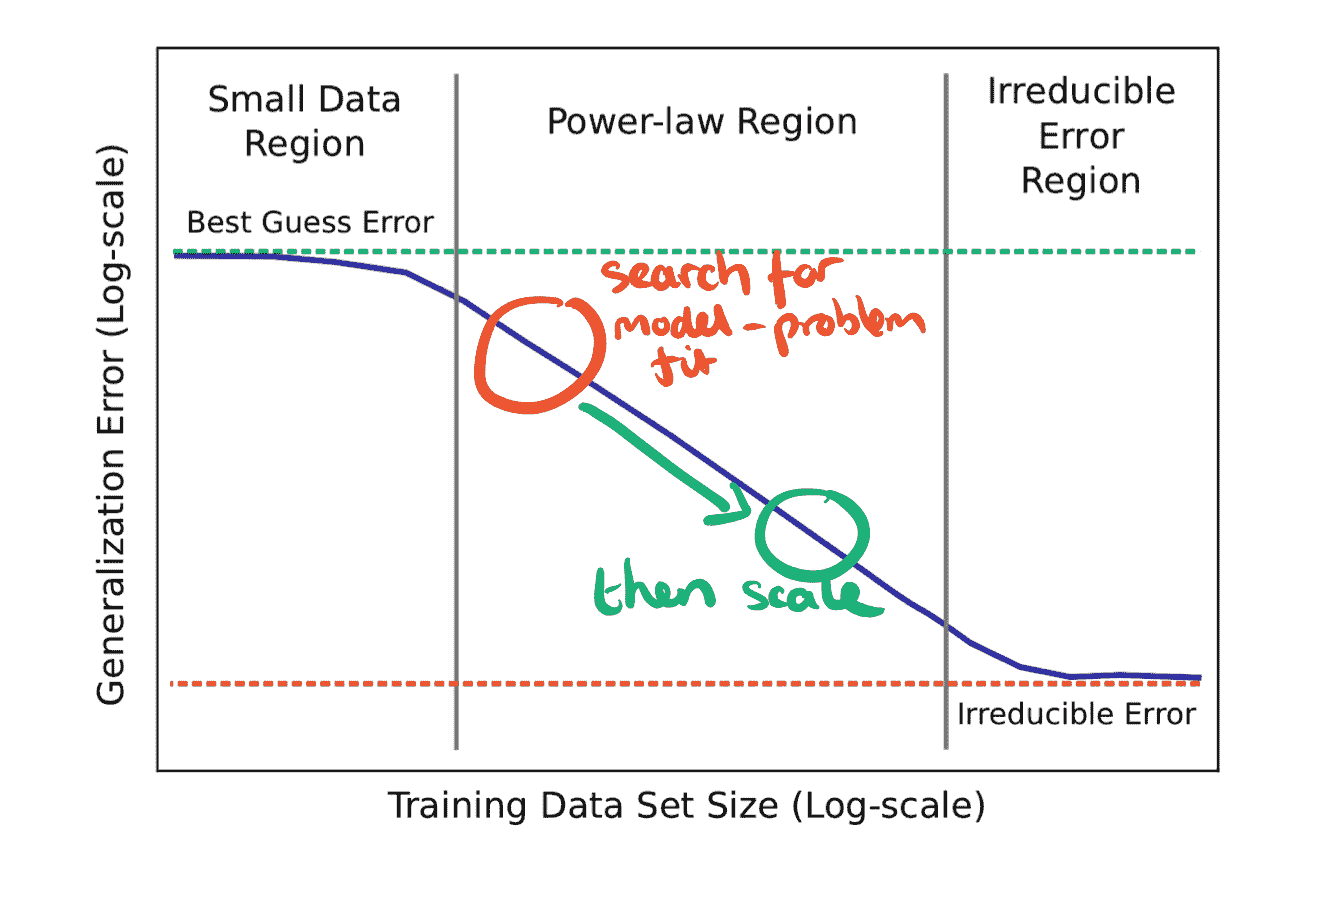 Small Data
Region
Power-law Region
Irreducible
Error
Region
Best Guess Error
search for
model-problem
fit
then scale
Irreducible Error
Generalization Error (Log-scale)
Training Data Set Size (Log-scale)